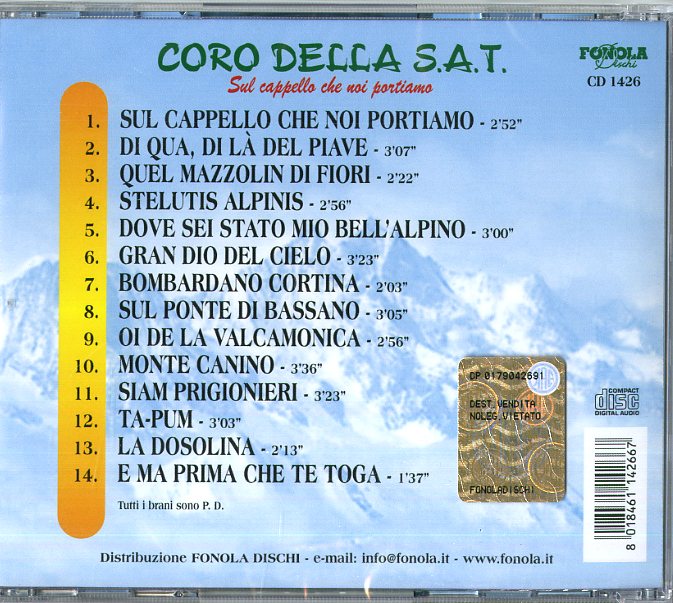 CORO DELLA S.A.T.
Sul cappello che noi portiamo
FONOLA
Dischi
CD 1426
1. SUL CAPPELLO CHE NOI PORTIAMO - 2'52"
2. DI QUA, DI LÀ DEL PIAVE - 3'07"
3. QUEL MAZZOLIN DI FIORI - 2'22"
4. STELUTIS ALPINIS - 2'56"
5. DOVE SEI STATO MIO BELL'ALPINO - 3'00"
6. GRAN DIO DEL CIELO - 3'23"
7. BOMBARDANO CORTINA - 2'03"
8. SUL PONTE DI BASSANO - 3'05"
9. OI DE LA VALCAMONICA - 2'56"
10. MONTE CANINO - 3'36"
11. SIAM PRIGIONIERI - 3'23"
12. TA-PUM - 3'03"
13. LA DOSOLINA - 2'13"
14. E MA PRIMA CHE TE TOGA - 1'37"
Tutti i brani sono P. D.
DP 0179042691
DEST.VENDITA
NOLEG.VIETATO
FONOLADISCHI
COMPACT
disc
DIGITAL AUDIO
8 018461 142667
Distribuzione FONOLA DISCHI - e-mail: info@fonola.it - www.fonola.it